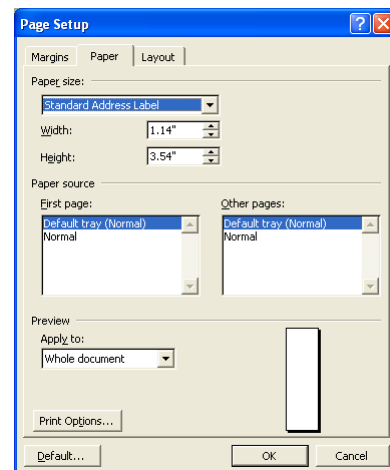 Page Setup
Margins Paper Layout
Paper size:
Standard Address Label
Width: 1.14"
Height: 3.54"
Paper source
First page: Other pages:
Default tray (Normal) Default tray (Normal)
Normal Normal
Preview
Apply to:
Whole document
Print Options...
Default... OK Cancel